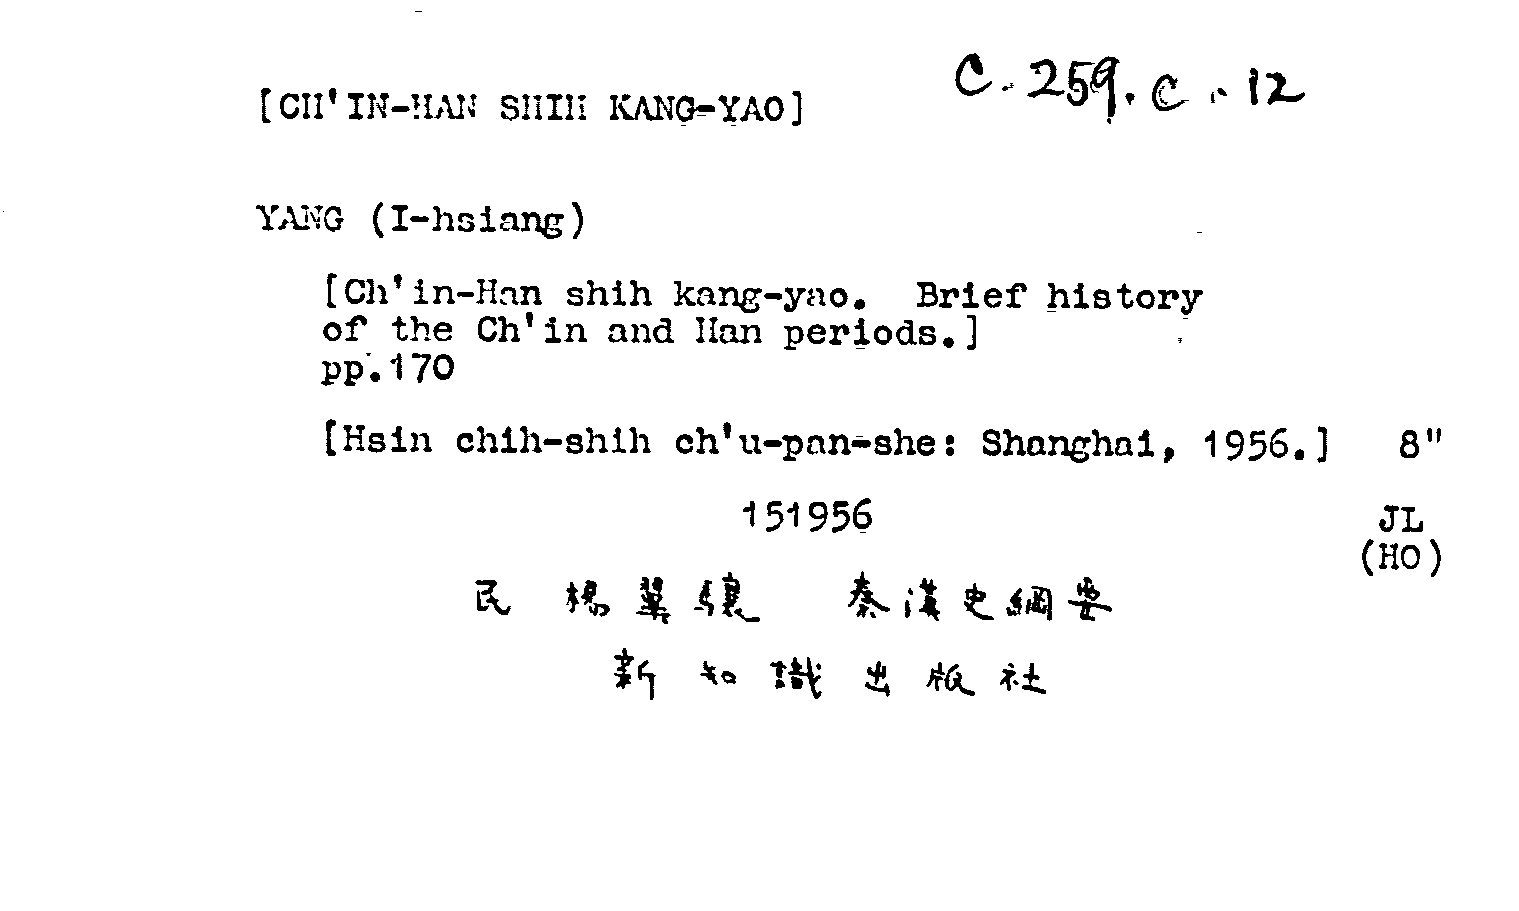 C.259.c.12
[CH'IN-HAN SHIH KANG-YAO]
YANG (I-hsiang)
[Ch'in-Han shih kang-yao. Brief history
of the Ch'in and Han periods.]
pp.170
[Hsin chih-shih ch'u-pan-she: Shanghai, 1956.] 8"
151956 JL
(HO)
民 楊翼驤 秦漢史綱要
新知識出版社